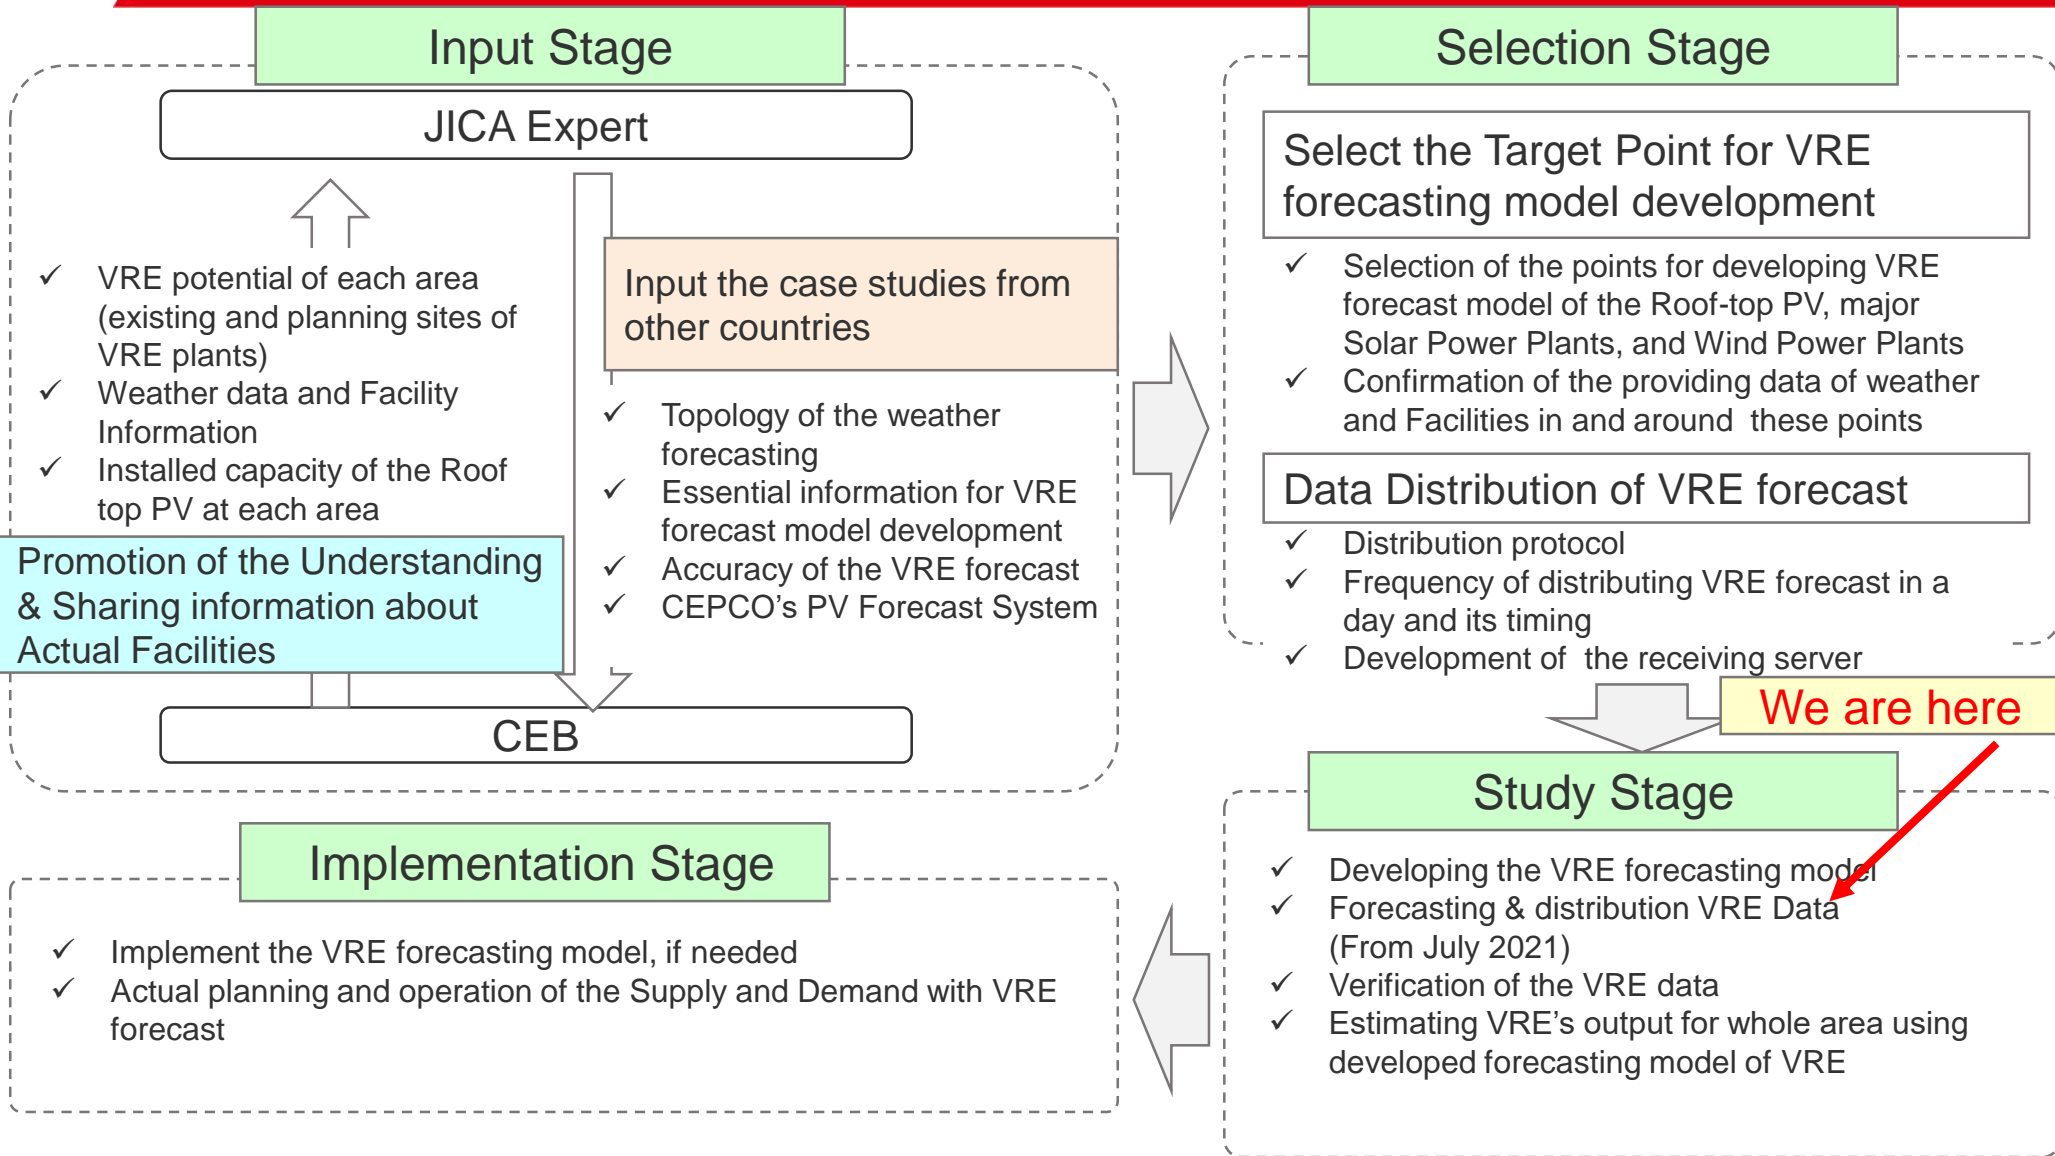 Input Stage
JICA Expert
✓ VRE potential of each area
(existing and planning sites of
VRE plants)
✓ Weather data and Facility
Information
✓ Installed capacity of the Roof
top PV at each area
Promotion of the Understanding
& Sharing information about
Actual Facilities
Input the case studies from
other countries
✓ Topology of the weather
forecasting
✓ Essential information for VRE
forecast model development
✓ Accuracy of the VRE forecast
✓ CEPCO’s PV Forecast System
CEB
Selection Stage
Select the Target Point for VRE
forecasting model development
✓ Selection of the points for developing VRE
forecast model of the Roof-top PV, major
Solar Power Plants, and Wind Power Plants
✓ Confirmation of the providing data of weather
and Facilities in and around these points
Data Distribution of VRE forecast
✓ Distribution protocol
✓ Frequency of distributing VRE forecast in a
day and its timing
✓ Development of the receiving server
We are here
Study Stage
✓ Developing the VRE forecasting model
✓ Forecasting & distribution VRE Data
(From July 2021)
✓ Verification of the VRE data
✓ Estimating VRE’s output for whole area using
developed forecasting model of VRE
Implementation Stage
✓ Implement the VRE forecasting model, if needed
✓ Actual planning and operation of the Supply and Demand with VRE
forecast